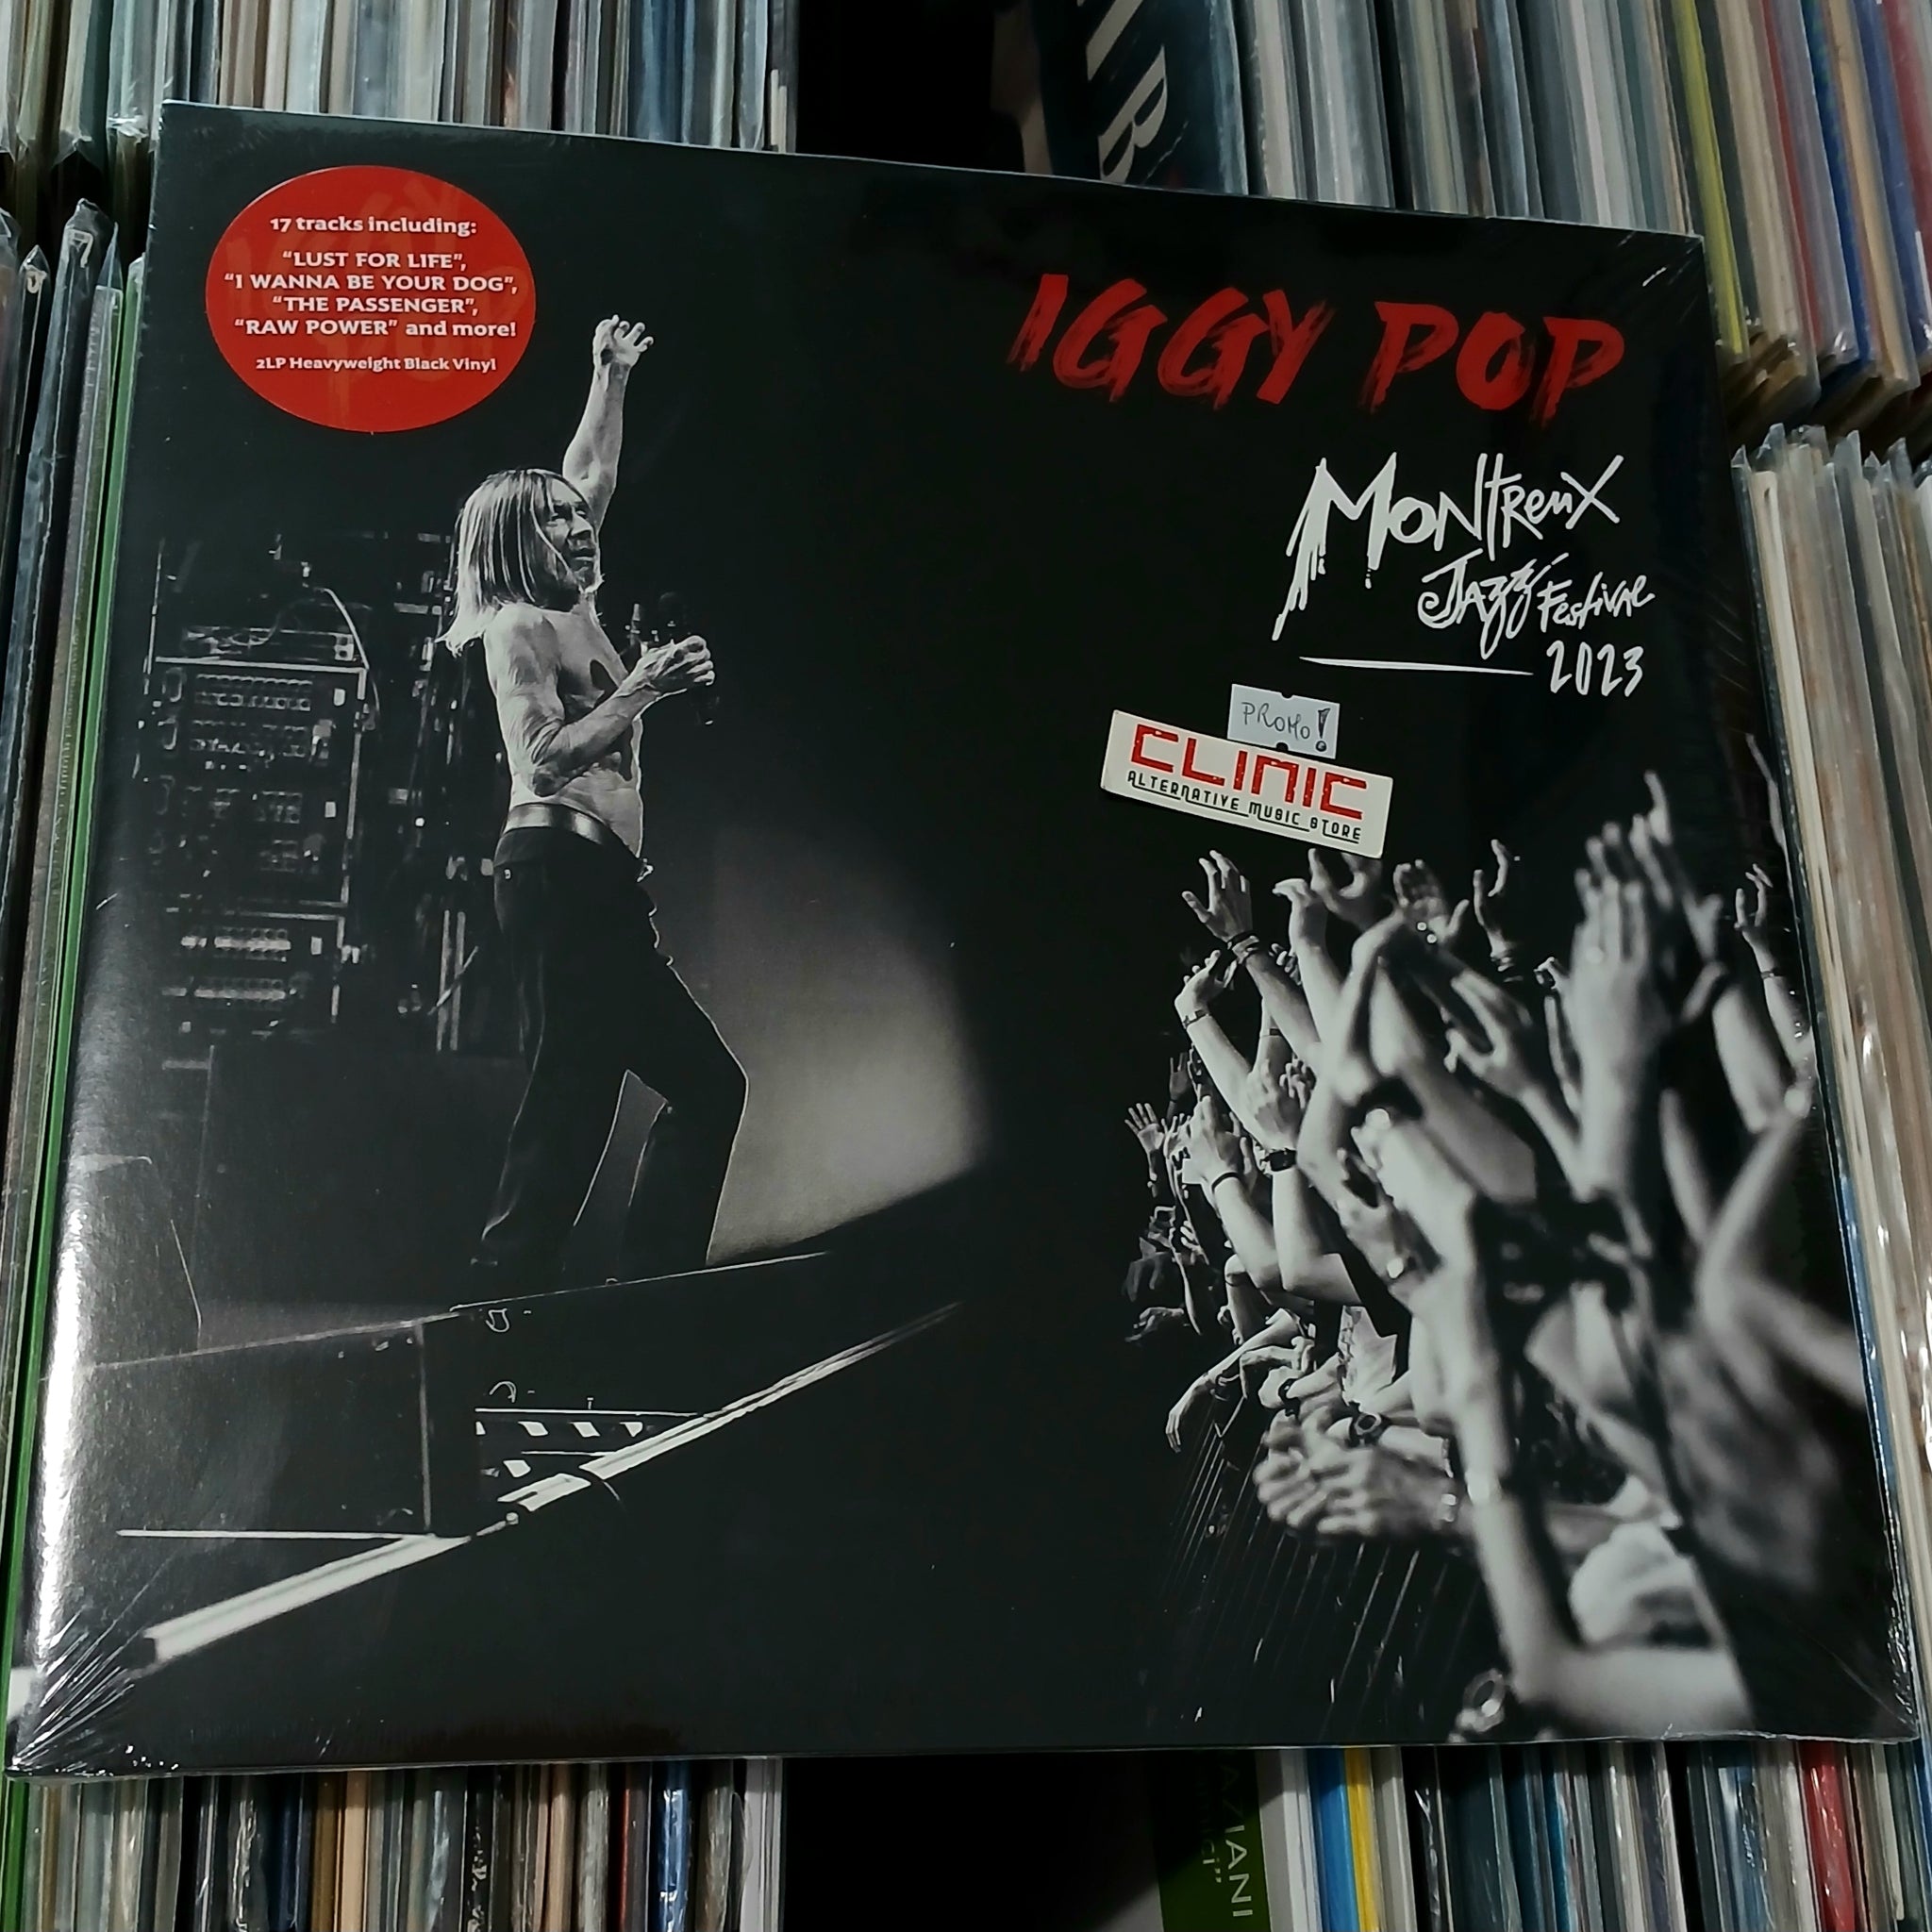 17 tracks including:
“LUST FOR LIFE”,
“I WANNA BE YOUR DOG”,
“THE PASSENGER”,
“RAW POWER” and more!
2LP Heavyweight Black Vinyl
IGGY POP
MONTREUX
JAZZ FESTIVAL
2023
PROMO!
CLINIC
ALTERNATIVE MUSIC STORE
AZIANI